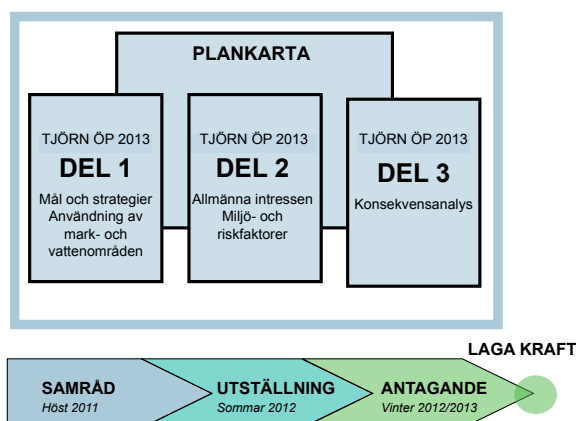 PLANKARTA
TJÖRN ÖP 2013
DEL 1
Mål och strategier
Användning av
mark- och
vattenområden
TJÖRN ÖP 2013
DEL 2
Allmänna intressen
Miljö- och
riskfaktorer
TJÖRN ÖP 2013
DEL 3
Konsekvensanalys
LAGA KRAFT
SAMRÅD
Höst 2011
UTSTÄLLNING
Sommar 2012
ANTAGANDE
Vinter 2012/2013